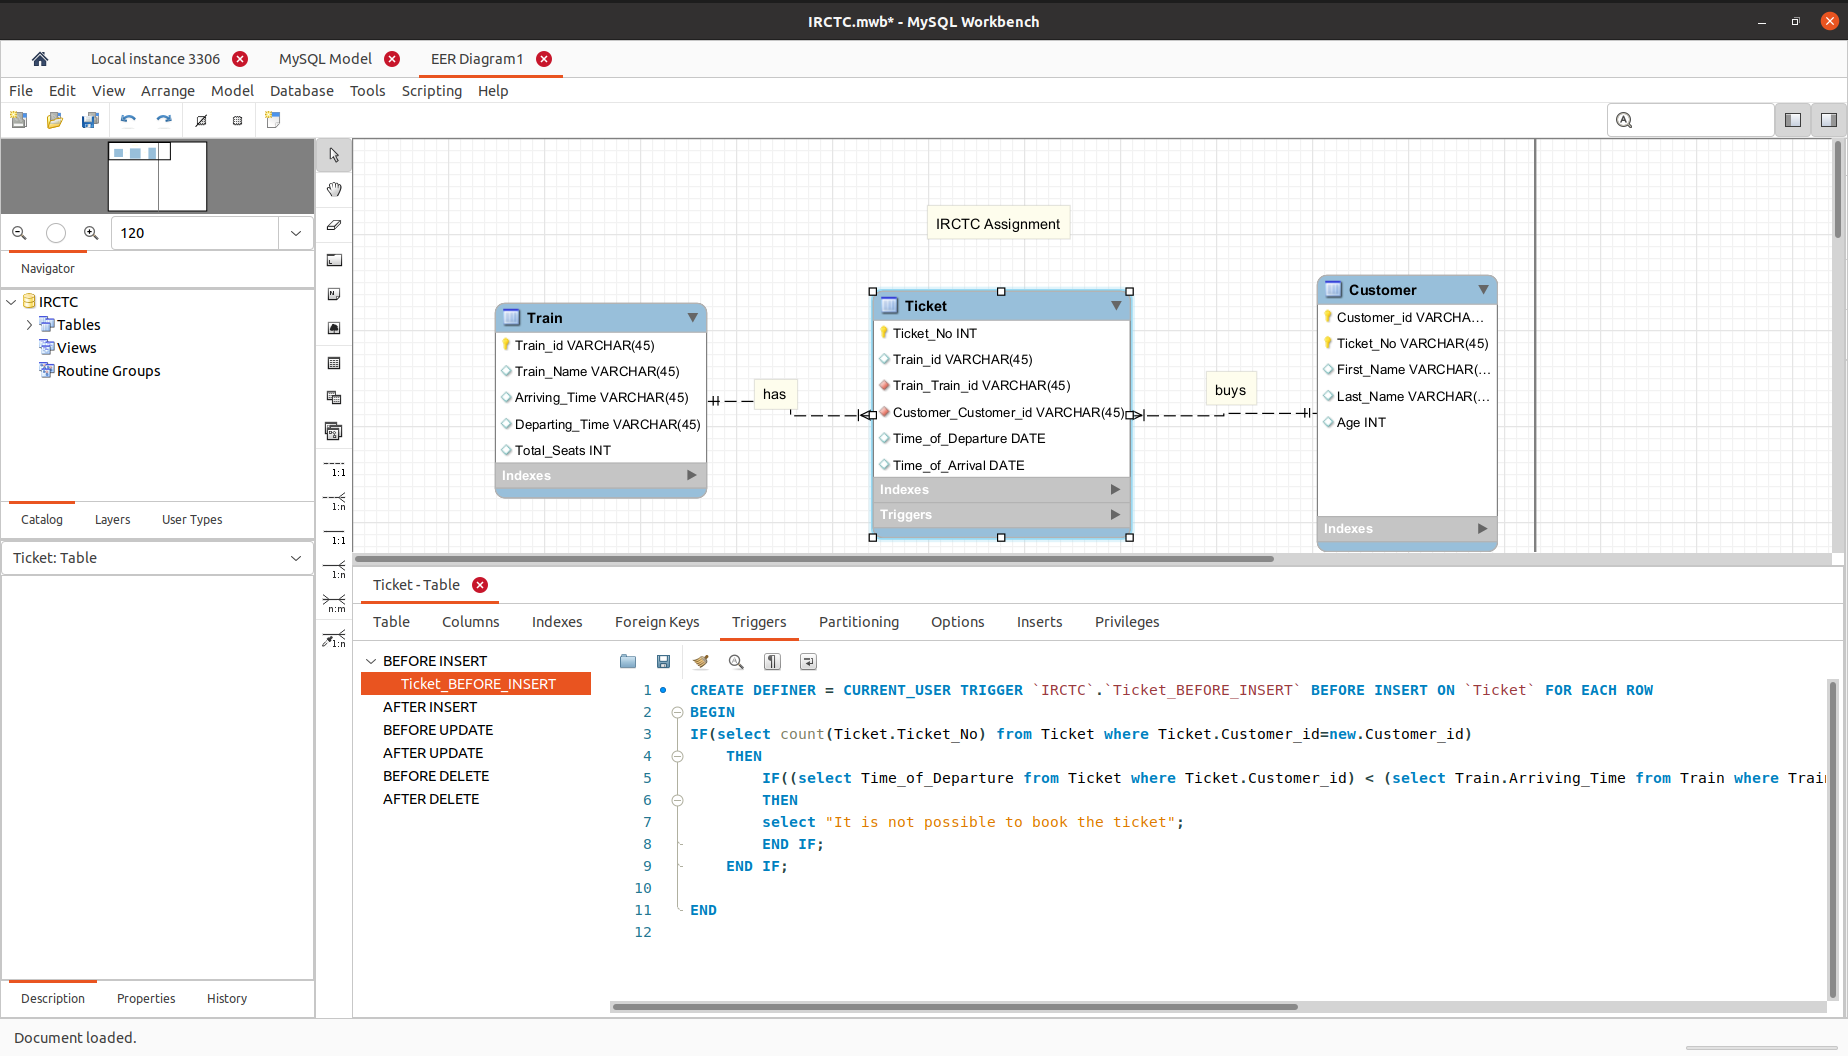 IRCTC.mwb* - MySQL Workbench
Local instance 3306
MySQL Model
EER Diagram1
File Edit View Arrange Model Database Tools Scripting Help
120
Navigator
IRCTC
Tables
Views
Routine Groups
Catalog Layers User Types
Ticket: Table
Description Properties History
Document loaded.
1:1
1:n
1:1
1:n
n:m
1:n
IRCTC Assignment
Train
Train_id VARCHAR(45)
Train_Name VARCHAR(45)
Arriving_Time VARCHAR(45)
Departing_Time VARCHAR(45)
Total_Seats INT
Indexes
has
Ticket
Ticket_No INT
Train_id VARCHAR(45)
Train_Train_id VARCHAR(45)
Customer_Customer_id VARCHAR(45)
Time_of_Departure DATE
Time_of_Arrival DATE
Indexes
Triggers
buys
Customer
Customer_id VARCHA...
Ticket_No VARCHAR(45)
First_Name VARCHAR(...
Last_Name VARCHAR(...
Age INT
Indexes
Ticket - Table
Table Columns Indexes Foreign Keys Triggers Partitioning Options Inserts Privileges
BEFORE INSERT
Ticket_BEFORE_INSERT
AFTER INSERT
BEFORE UPDATE
AFTER UPDATE
BEFORE DELETE
AFTER DELETE
1 CREATE DEFINER = CURRENT_USER TRIGGER `IRCTC`.`Ticket_BEFORE_INSERT` BEFORE INSERT ON `Ticket` FOR EACH ROW
2 BEGIN
3 IF(select count(Ticket.Ticket_No) from Ticket where Ticket.Customer_id=new.Customer_id)
4 THEN
5 IF((select Time_of_Departure from Ticket where Ticket.Customer_id) < (select Train.Arriving_Time from Train where Trai
6 THEN
7 select "It is not possible to book the ticket";
8 END IF;
9 END IF;
10
11 END
12